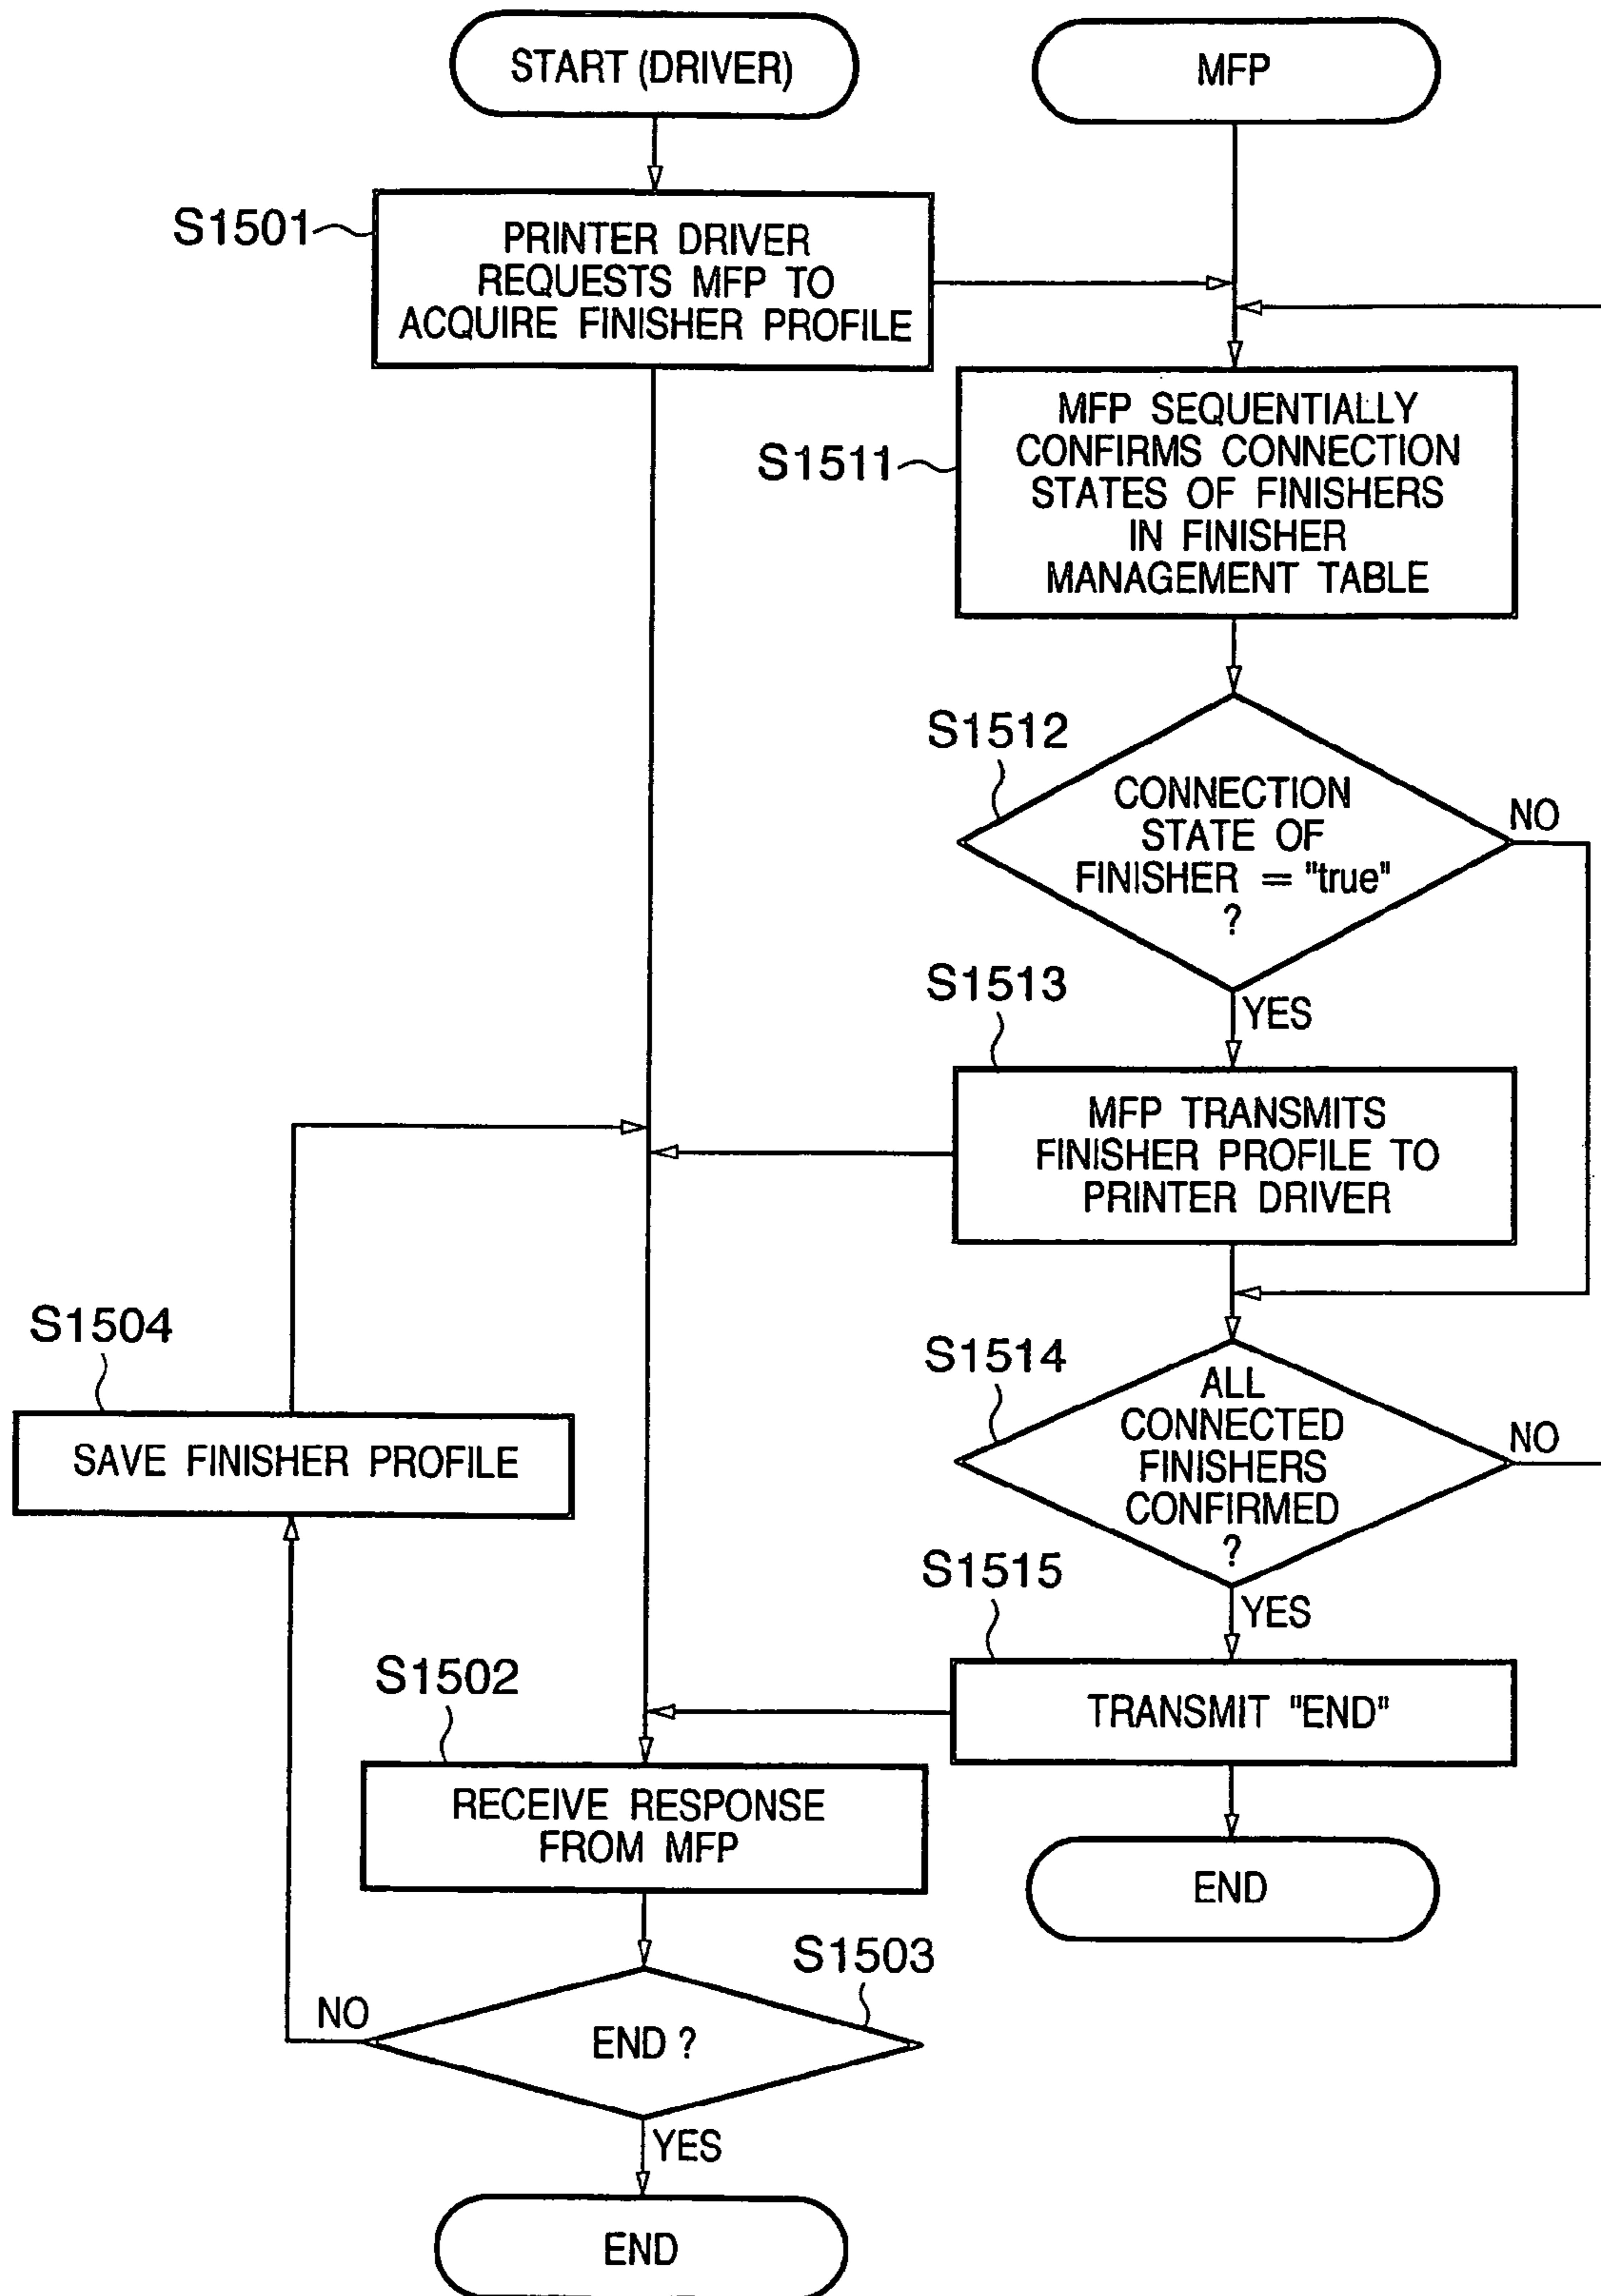 START (DRIVER)
MFP
S1501
PRINTER DRIVER
REQUESTS MFP TO
ACQUIRE FINISHER PROFILE
S1511
MFP SEQUENTIALLY
CONFIRMS CONNECTION
STATES OF FINISHERS
IN FINISHER
MANAGEMENT TABLE
S1512
CONNECTION
STATE OF
FINISHER = "true"
?
NO
YES
S1513
MFP TRANSMITS
FINISHER PROFILE TO
PRINTER DRIVER
S1504
SAVE FINISHER PROFILE
S1514
ALL
CONNECTED
FINISHERS
CONFIRMED
?
NO
YES
S1515
TRANSMIT "END"
END
S1502
RECEIVE RESPONSE
FROM MFP
S1503
END ?
NO
YES
END